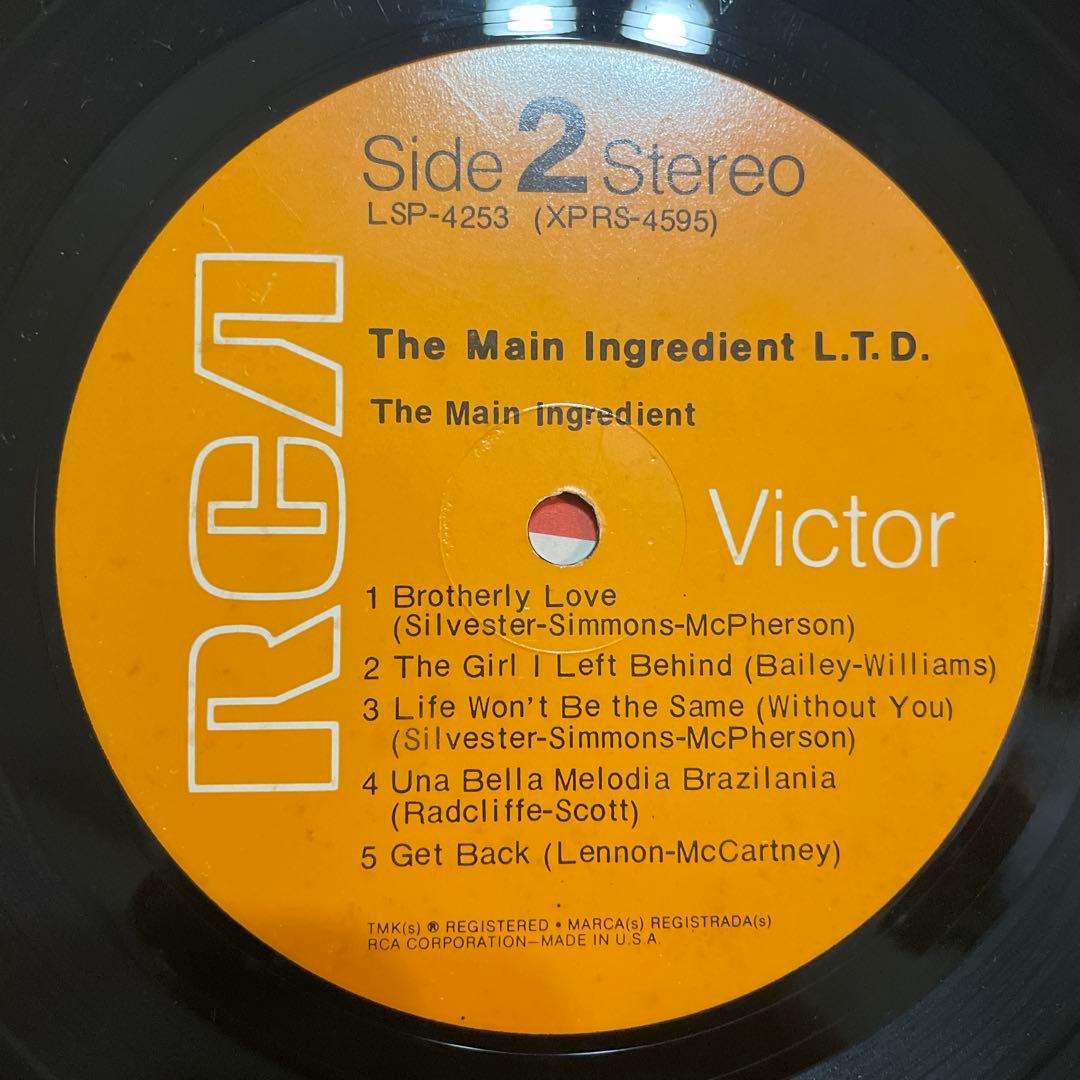 Side 2 Stereo
LSP-4253 (XPRS-4595)
RCA
The Main Ingredient L.T.D.
The Main Ingredient
Victor
1 Brotherly Love
(Silvester-Simmons-McPherson)
2 The Girl I Left Behind (Bailey-Williams)
3 Life Won't Be the Same (Without You)
(Silvester-Simmons-McPherson)
4 Una Bella Melodia Brazilania
(Radcliffe-Scott)
5 Get Back (Lennon-McCartney)
TMK(s) ® REGISTERED • MARCA(s) REGISTRADA(s)
RCA CORPORATION—MADE IN U.S.A.